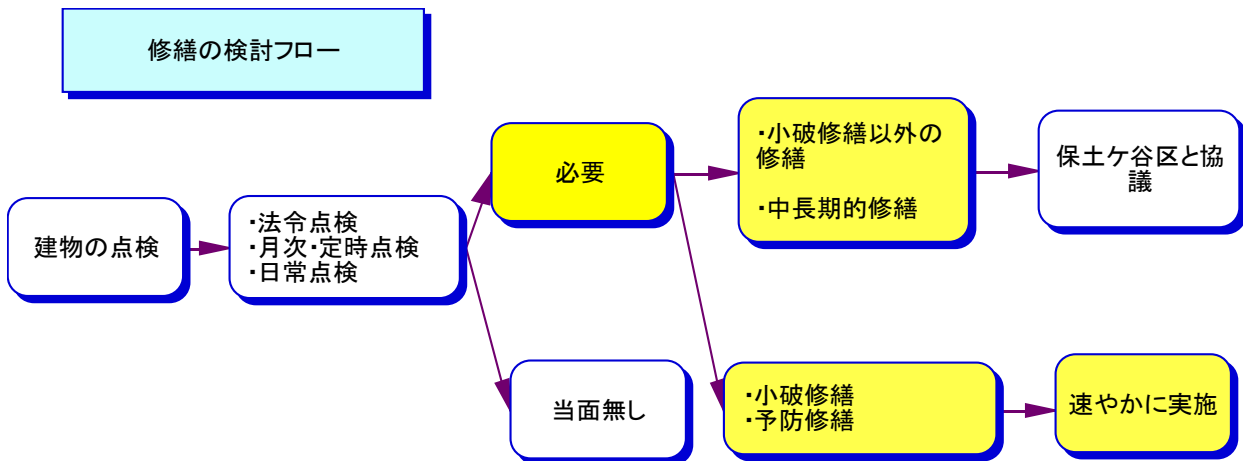 修繕の検討フロー
建物の点検
・法令点検
・月次・定時点検
・日常点検
必要
当面無し
・小破修繕以外の
修繕
・中長期的修繕
保土ケ谷区と協
議
・小破修繕
・予防修繕
速やかに実施